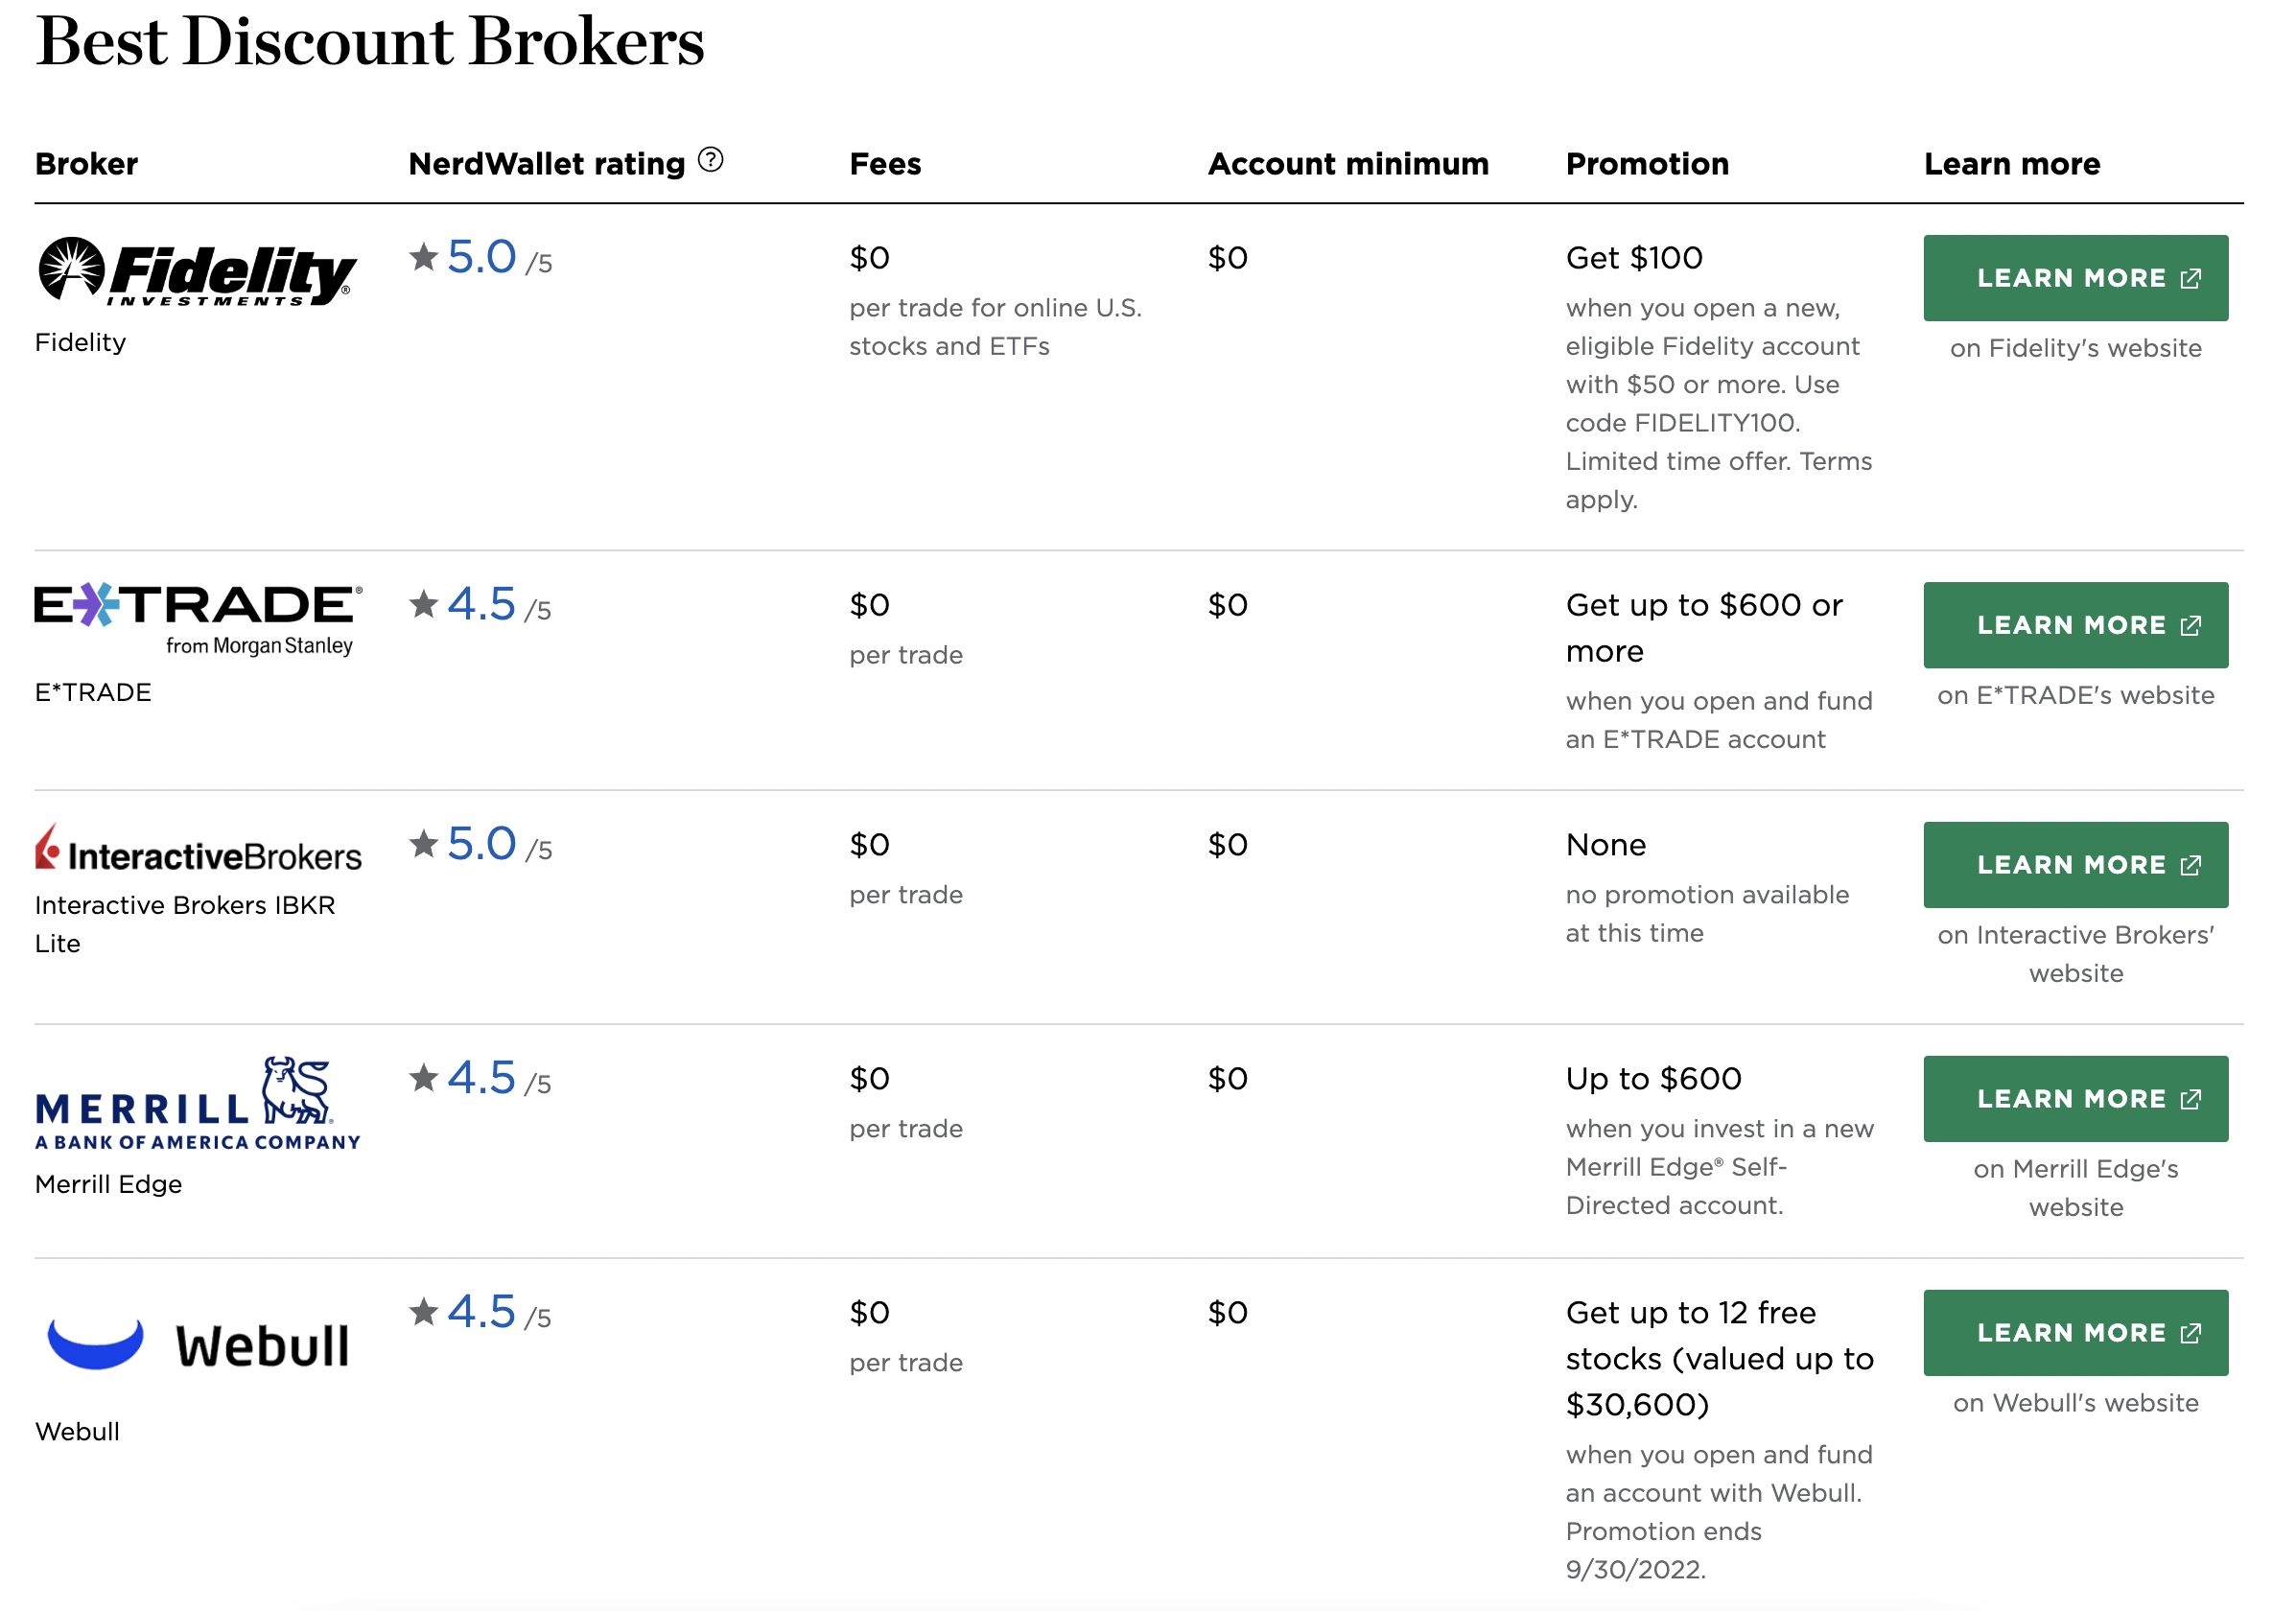 Best Discount Brokers
Broker NerdWallet rating ? Fees Account minimum Promotion Learn more
Fidelity
INVESTMENTS®
Fidelity
5.0 /5
$0
per trade for online U.S.
stocks and ETFs
$0
Get $100
when you open a new,
eligible Fidelity account
with $50 or more. Use
code FIDELITY100.
Limited time offer. Terms
apply.
LEARN MORE
on Fidelity's website
E*TRADE®
from Morgan Stanley
E*TRADE
4.5 /5
$0
per trade
$0
Get up to $600 or
more
when you open and fund
an E*TRADE account
LEARN MORE
on E*TRADE's website
InteractiveBrokers
Interactive Brokers IBKR
Lite
5.0 /5
$0
per trade
$0
None
no promotion available
at this time
LEARN MORE
on Interactive Brokers'
website
MERRILL
A BANK OF AMERICA COMPANY
Merrill Edge
4.5 /5
$0
per trade
$0
Up to $600
when you invest in a new
Merrill Edge® Self-
Directed account.
LEARN MORE
on Merrill Edge's
website
Webull
Webull
4.5 /5
$0
per trade
$0
Get up to 12 free
stocks (valued up to
$30,600)
when you open and fund
an account with Webull.
Promotion ends
9/30/2022.
LEARN MORE
on Webull's website